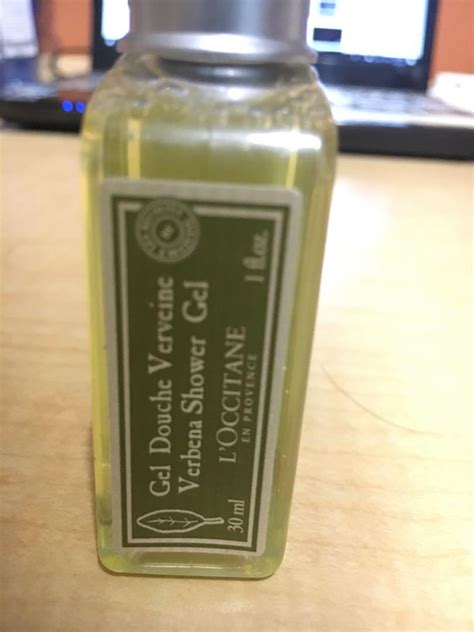 Gel Douche Verveine
Verbena Shower Gel
L'OCCITANE
EN PROVENCE
30 ml
1 fl.oz.